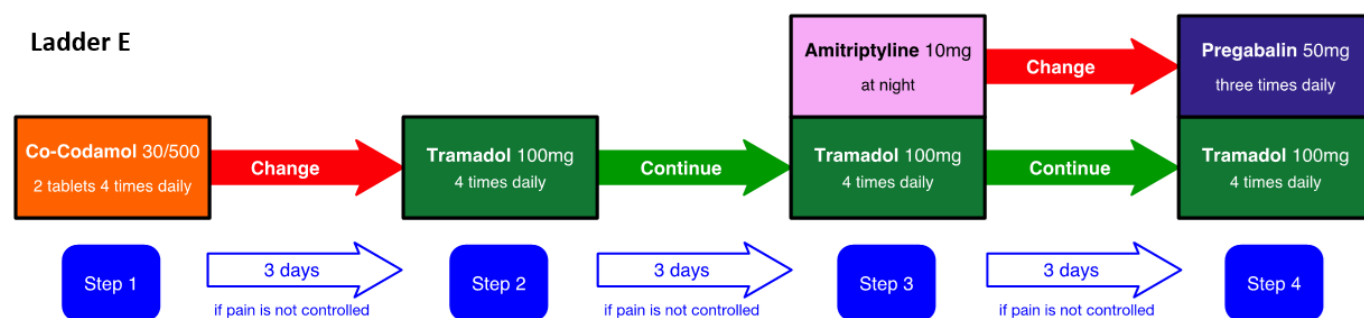 Ladder E
Amitriptyline 10mg
at night
Change
Pregabalin 50mg
three times daily
Co-Codamol 30/500
2 tablets 4 times daily
Change
Tramadol 100mg
4 times daily
Continue
Tramadol 100mg
4 times daily
Continue
Tramadol 100mg
4 times daily
Step 1
3 days
if pain is not controlled
Step 2
3 days
if pain is not controlled
Step 3
3 days
if pain is not controlled
Step 4